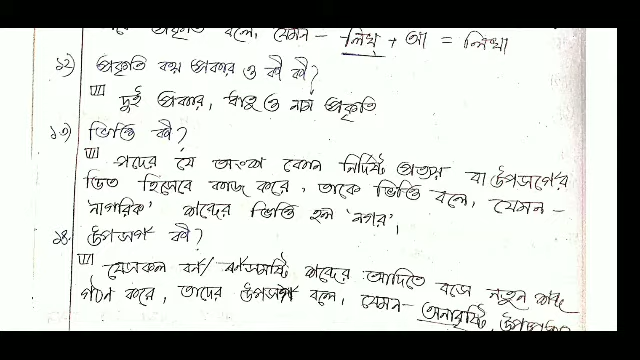 প্রকৃতি বলে, যেমন- লিখ্ + আ = লিখা
১২) প্রকৃতি কয় প্রকার ও কী কী?
দুই প্রকার, ধাতু ও নাম প্রকৃতি
১৩) ভিত্তি কী?
পদের যে অংশ কোন নির্দিষ্ট প্রত্যয় বা উপসর্গের
ভিত হিসেবে কাজ করে, তাকে ভিত্তি বলে, যেমন-
'নাগরিক' শব্দের ভিত্তি হল 'নগর'।
১৪. উপসর্গ কী?
যেসকল বর্ন/ বর্নসমষ্টি শব্দের আদিতে বসে নতুন শব্দ
গঠন করে, তাদের উপসর্গ বলে, যেমন- অনাবৃষ্টি,